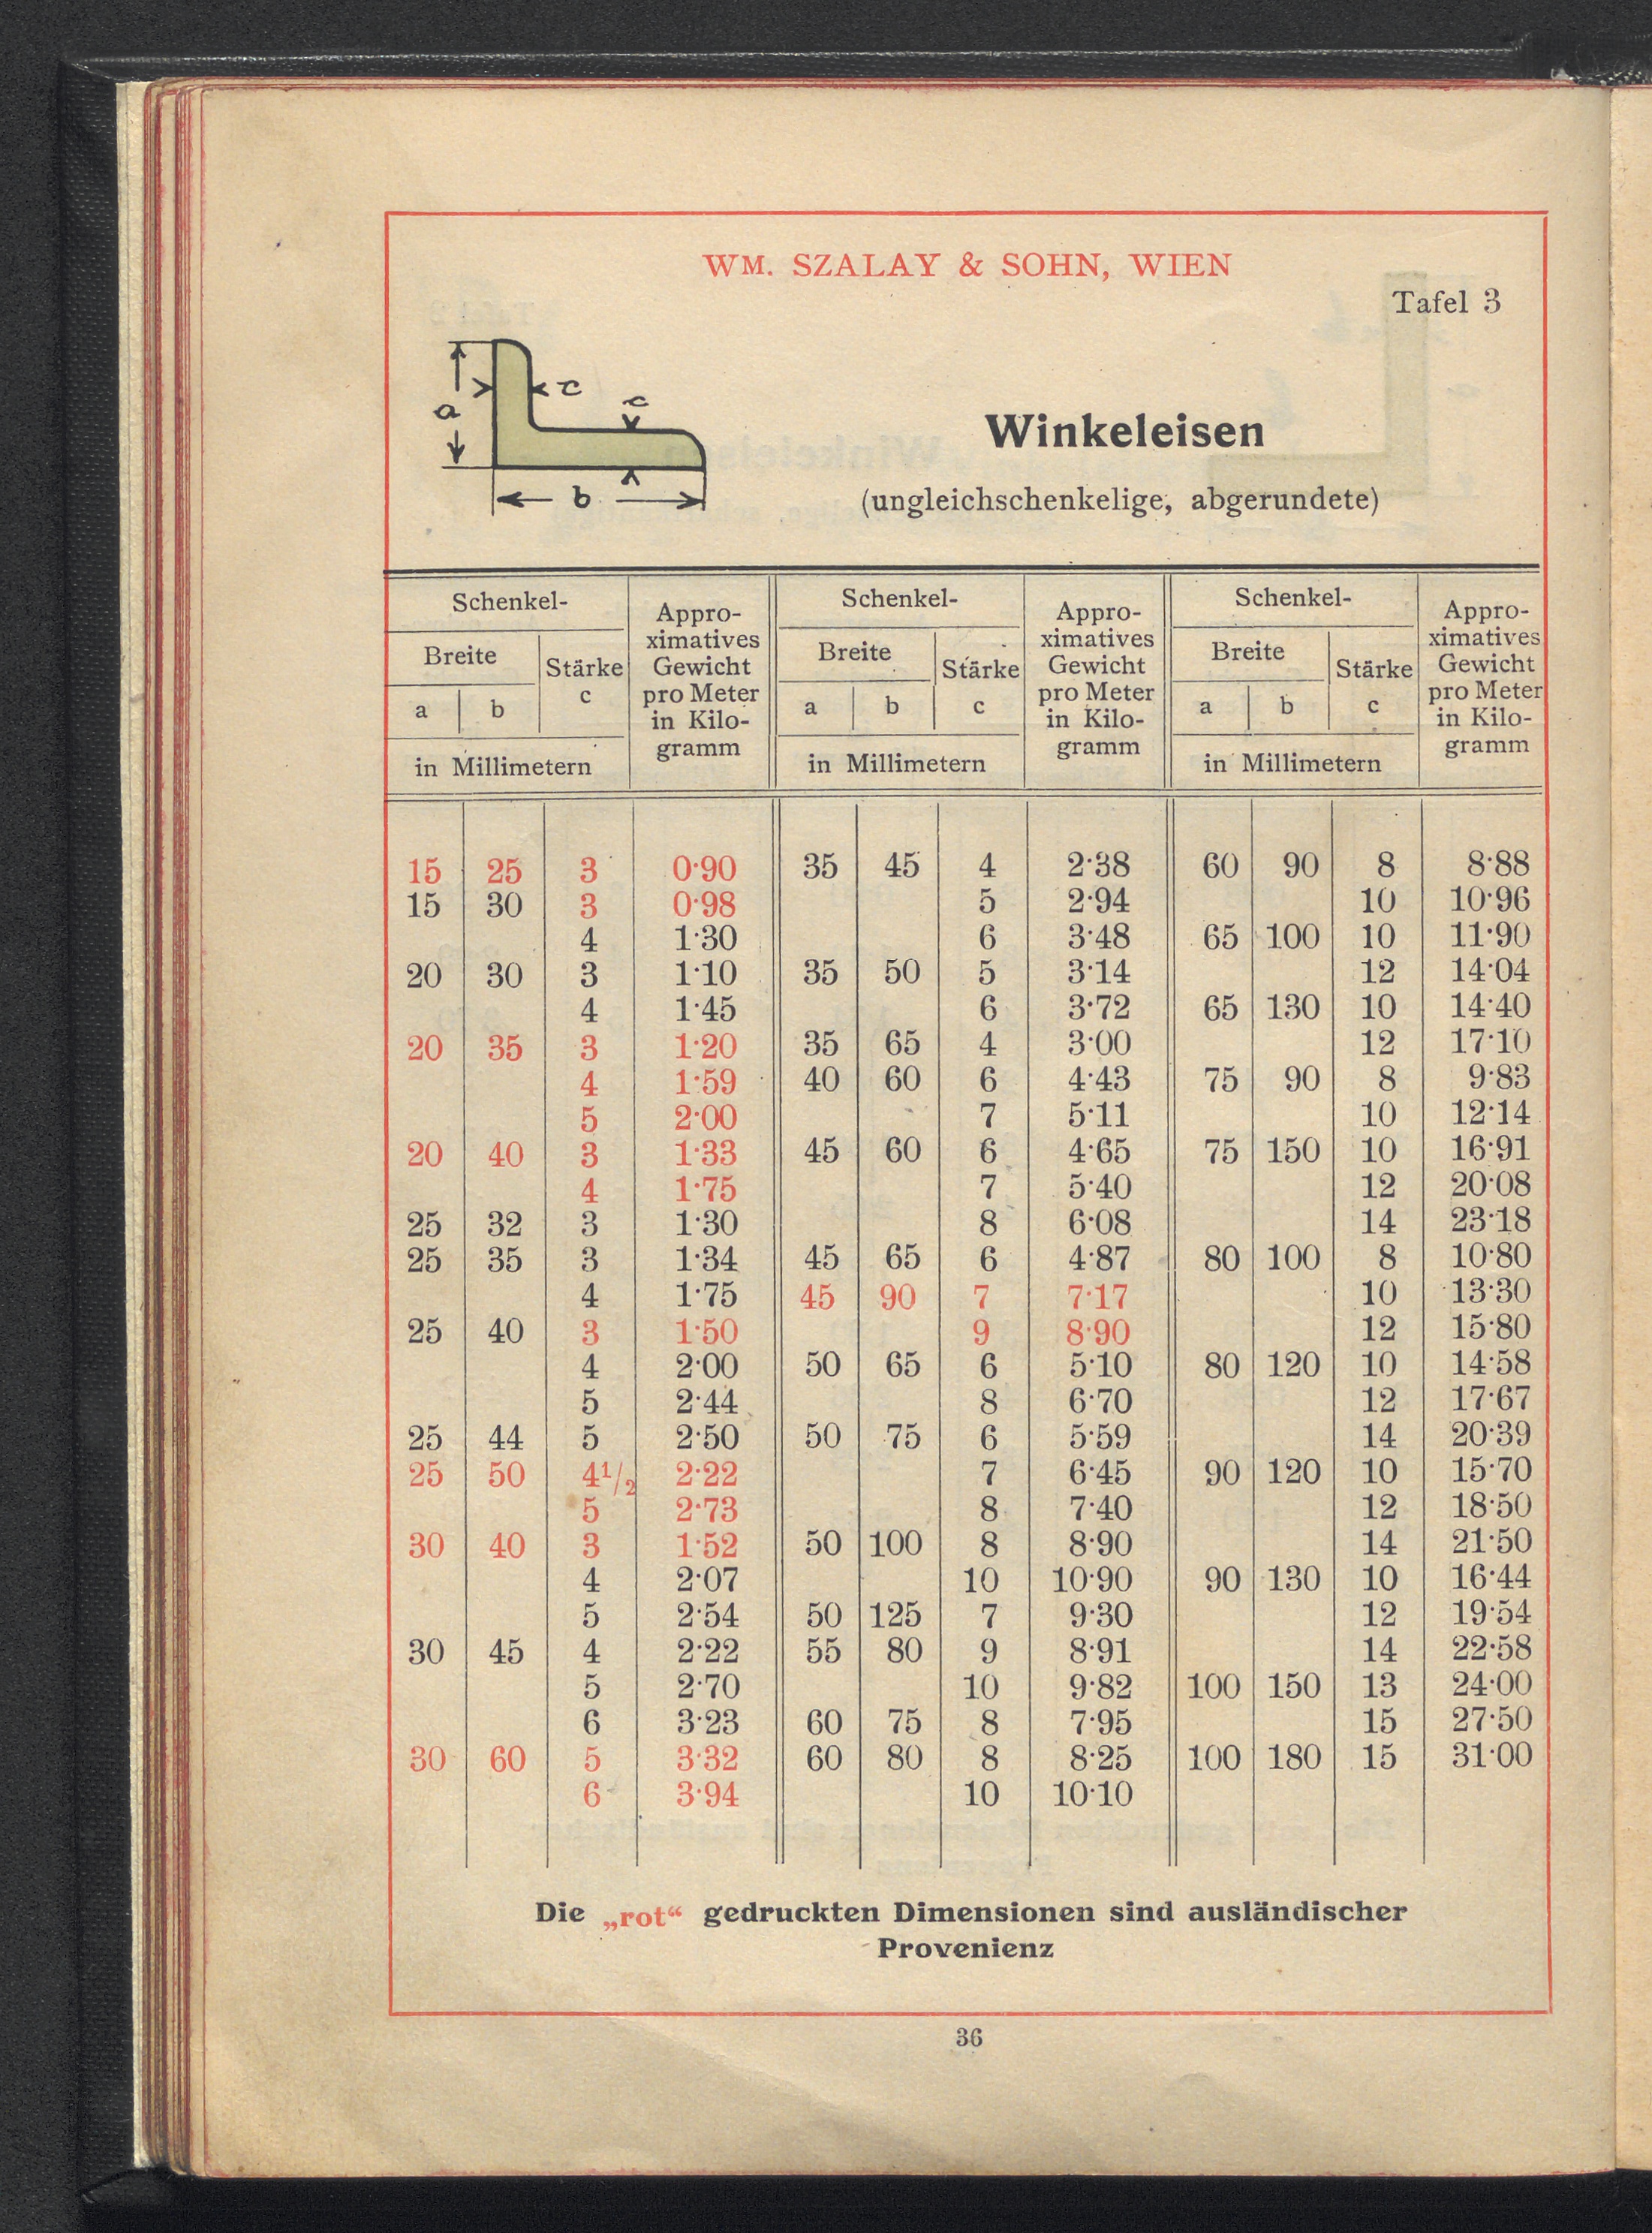 WM. SZALAY & SOHN, WIEN
Tafel 3
a c c b
Winkeleisen
(ungleichschenkelige, abgerundete)
Schenkel- Appro- Schenkel- Appro- Schenkel- Appro-
ximatives ximatives ximatives
Breite Stärke Gewicht Breite Stärke Gewicht Breite Stärke Gewicht
a b c pro Meter a b c pro Meter a b c pro Meter
in Kilo- in Kilo- in Kilo-
in Millimetern gramm in Millimetern gramm in Millimetern gramm
15 25 3 0·90 35 45 4 2·38 60 90 8 8·88
15 30 3 0·98 5 2·94 10 10·96
4 1·30 6 3·48 65 100 10 11·90
20 30 3 1·10 35 50 5 3·14 12 14·04
4 1·45 6 3·72 65 130 10 14·40
20 35 3 1·20 35 65 4 3·00 12 17·10
4 1·59 40 60 6 4·43 75 90 8 9·83
5 2·00 7 5·11 10 12·14
20 40 3 1·33 45 60 6 4·65 75 150 10 16·91
4 1·75 7 5·40 12 20·08
25 32 3 1·30 8 6·08 14 23·18
25 35 3 1·34 45 65 6 4·87 80 100 8 10·80
4 1·75 45 90 7 7·17 10 13·30
25 40 3 1·50 9 8·90 12 15·80
4 2·00 50 65 6 5·10 80 120 10 14·58
5 2·44 8 6·70 12 17·67
25 44 5 2·50 50 75 6 5·59 14 20·39
25 50 4 1/2 2·22 7 6·45 90 120 10 15·70
5 2·73 8 7·40 12 18·50
30 40 3 1·52 50 100 8 8·90 14 21·50
4 2·07 10 10·90 90 130 10 16·44
5 2·54 50 125 7 9·30 12 19·54
30 45 4 2·22 55 80 9 8·91 14 22·58
5 2·70 10 9·82 100 150 13 24·00
6 3·23 60 75 8 7·95 15 27·50
30 60 5 3·32 60 80 8 8·25 100 180 15 31·00
6 3·94 10 10·10
Die „rot“ gedruckten Dimensionen sind ausländischer
Provenienz
36